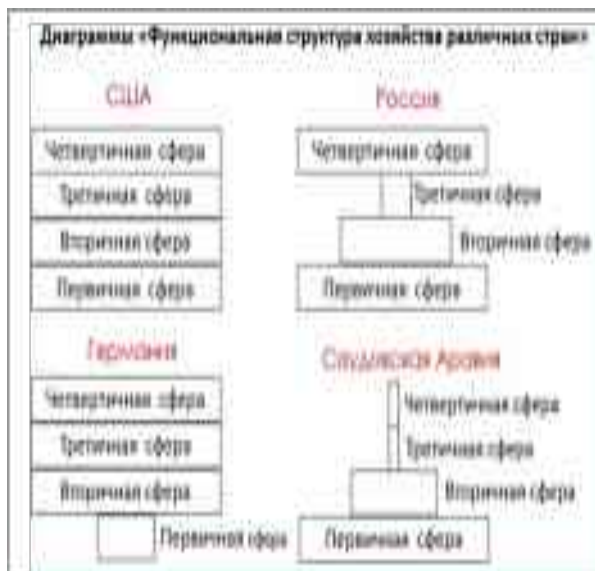 Диаграммы «Функциональная структура хозяйства различных стран»
США
Четвертичная сфера
Третичная сфера
Вторичная сфера
Первичная сфера
Россия
Четвертичная сфера
Третичная сфера
Вторичная сфера
Первичная сфера
Германия
Четвертичная сфера
Третичная сфера
Вторичная сфера
Первичная сфера
Саудовская Аравия
Четвертичная сфера
Третичная сфера
Вторичная сфера
Первичная сфера